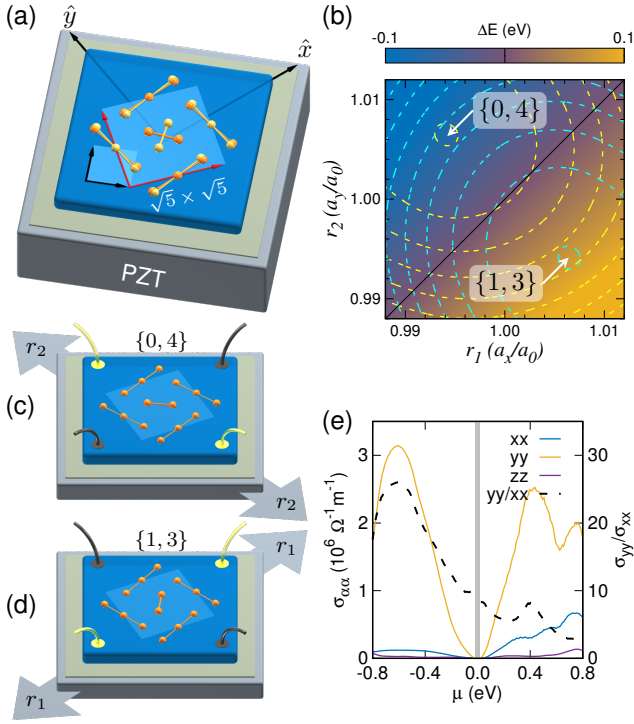 (a)
ŷ
x̂
√5 × √5
PZT
(b)
ΔE (eV)
-0.1
0.1
{0, 4}
{1, 3}
1.01
1.00
0.99
r2 (ay/a0)
0.99
1.00
1.01
r1 (ax/a0)
(c)
r2
{0, 4}
r2
(d)
{1, 3}
r1
r1
(e)
xx
yy
zz
yy/xx
3
2
1
0
σαα (10⁶ Ω⁻¹m⁻¹)
30
20
10
0
σyy/σxx
-0.8
-0.4
0.0
0.4
0.8
μ (eV)